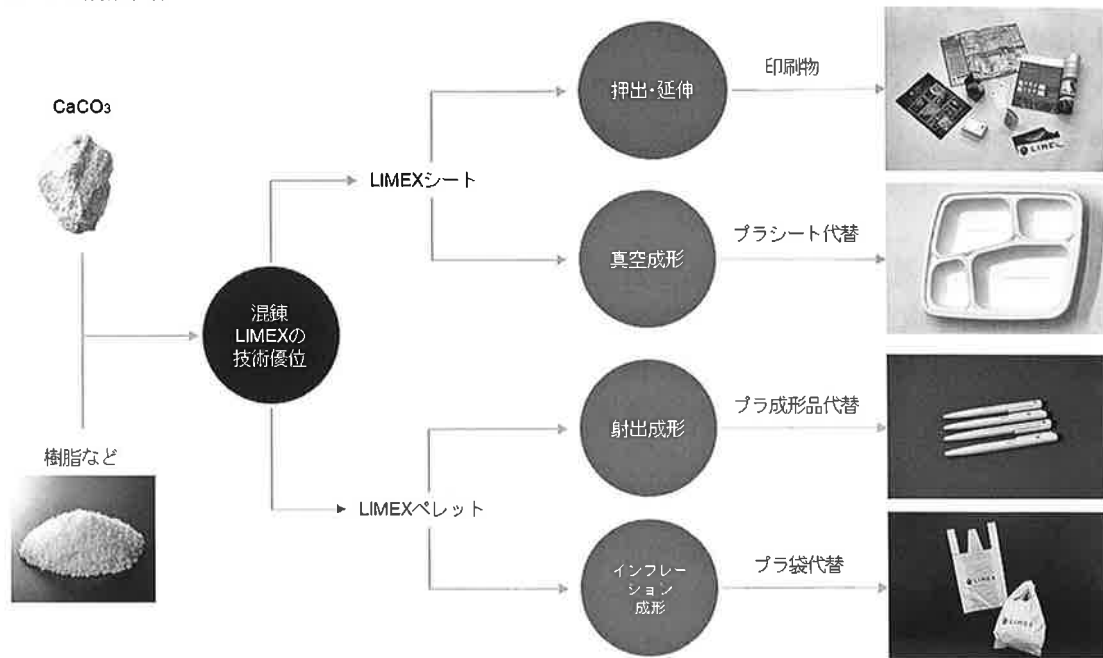 CaCO₃
樹脂など
混錬
LIMEXの
技術優位
LIMEXシート
LIMEXペレット
押出・延伸
印刷物
真空成形
プラシート代替
射出成形
プラ成形品代替
インフレー
ション
成形
プラ袋代替
LIMEX
LIMEX